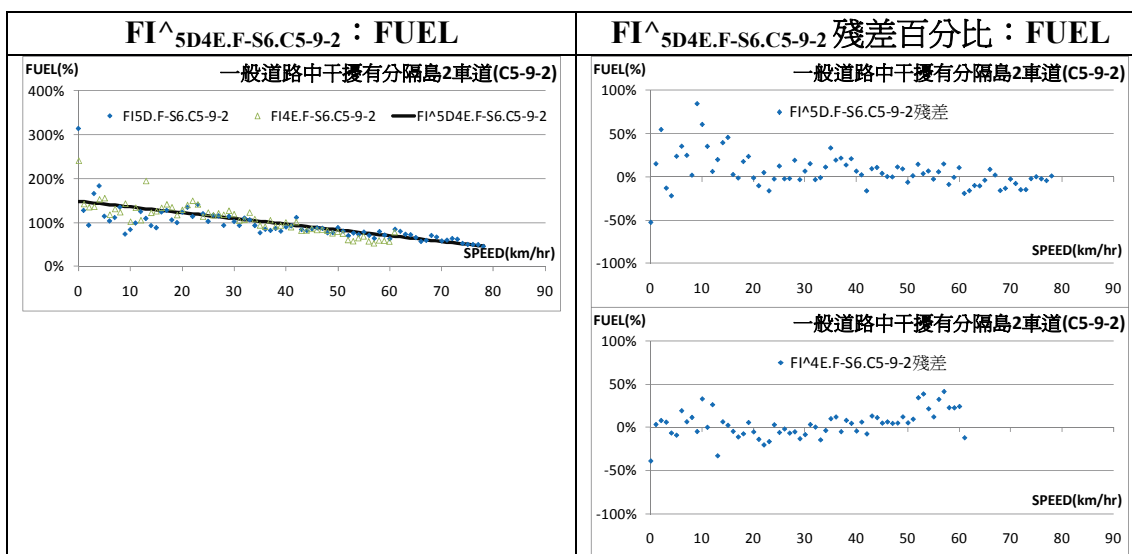 FI^5D4E.F-S6.C5-9-2：FUEL
FI^5D4E.F-S6.C5-9-2 殘差百分比：FUEL
FUEL(%)
一般道路中干擾有分隔島2車道(C5-9-2)
400%
300%
200%
100%
0%
FI5D.F-S6.C5-9-2
FI4E.F-S6.C5-9-2
FI^5D4E.F-S6.C5-9-2
SPEED(km/hr)
0 10 20 30 40 50 60 70 80 90
FUEL(%)
一般道路中干擾有分隔島2車道(C5-9-2)
100%
50%
0%
-50%
-100%
FI^5D.F-S6.C5-9-2殘差
SPEED(km/hr)
0 10 20 30 40 50 60 70 80 90
FUEL(%)
一般道路中干擾有分隔島2車道(C5-9-2)
100%
50%
0%
-50%
-100%
FI^4E.F-S6.C5-9-2殘差
SPEED(km/hr)
0 10 20 30 40 50 60 70 80 90